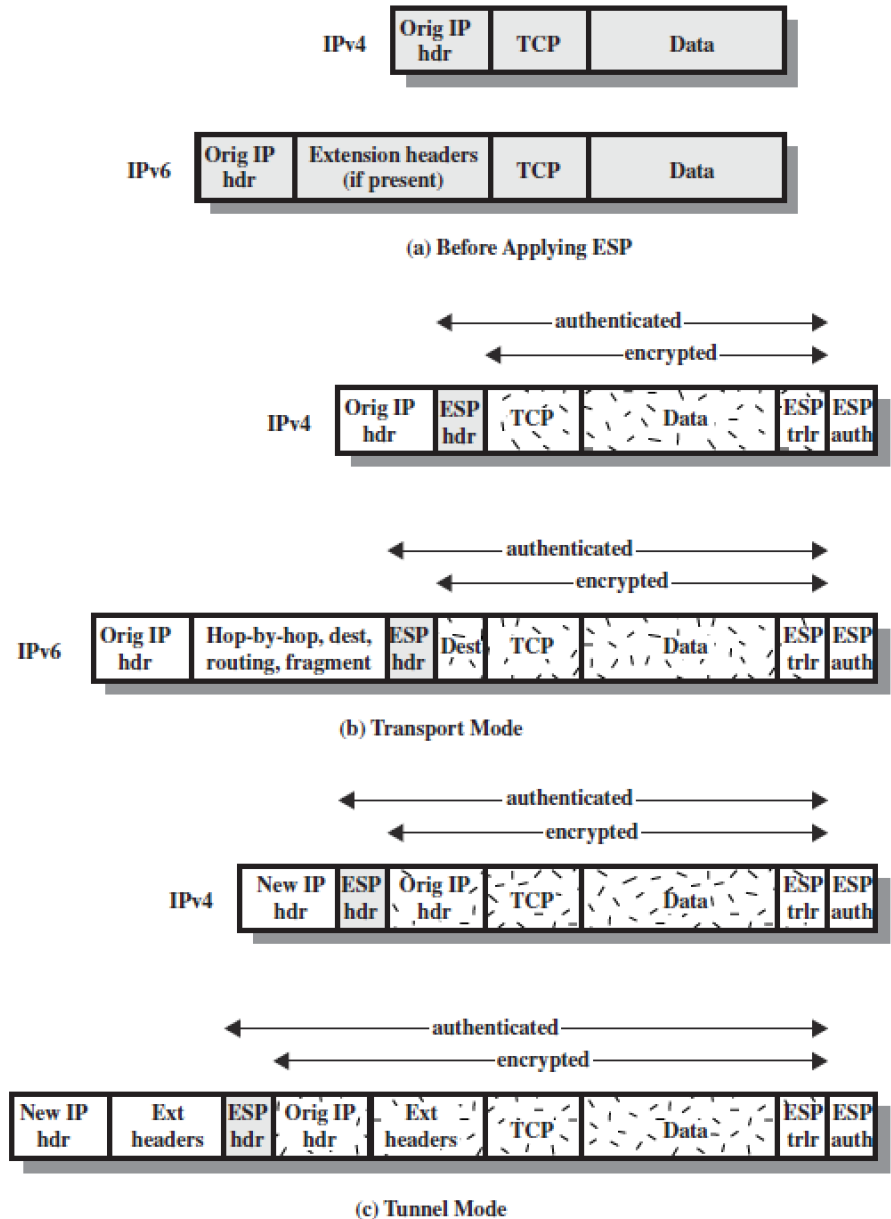 IPv4
Orig IP hdr
TCP
Data
IPv6
Orig IP hdr
Extension headers (if present)
TCP
Data
(a) Before Applying ESP
authenticated
encrypted
IPv4
Orig IP hdr
ESP hdr
TCP
Data
ESP trlr
ESP auth
authenticated
encrypted
IPv6
Orig IP hdr
Hop-by-hop, dest, routing, fragment
ESP hdr
Dest
TCP
Data
ESP trlr
ESP auth
(b) Transport Mode
authenticated
encrypted
IPv4
New IP hdr
ESP hdr
Orig IP hdr
TCP
Data
ESP trlr
ESP auth
authenticated
encrypted
New IP hdr
Ext headers
ESP hdr
Orig IP hdr
Ext headers
TCP
Data
ESP trlr
ESP auth
(c) Tunnel Mode